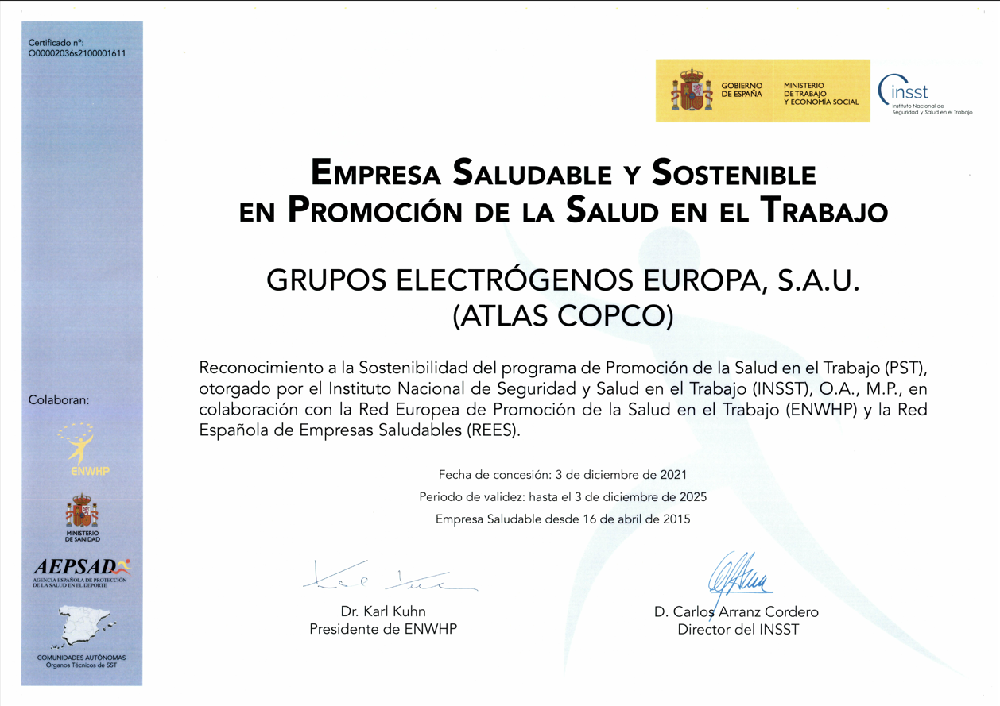 Certificado nº:
O00002036s2100001611
GOBIERNO
DE ESPAÑA
MINISTERIO
DE TRABAJO
Y ECONOMÍA SOCIAL
insst
Instituto Nacional de
Seguridad y Salud en el Trabajo
EMPRESA SALUDABLE Y SOSTENIBLE
EN PROMOCIÓN DE LA SALUD EN EL TRABAJO
GRUPOS ELECTRÓGENOS EUROPA, S.A.U.
(ATLAS COPCO)
Reconocimiento a la Sostenibilidad del programa de Promoción de la Salud en el Trabajo (PST),
otorgado por el Instituto Nacional de Seguridad y Salud en el Trabajo (INSST), O.A., M.P., en
colaboración con la Red Europea de Promoción de la Salud en el Trabajo (ENWHP) y la Red
Española de Empresas Saludables (REES).
Fecha de concesión: 3 de diciembre de 2021
Periodo de validez: hasta el 3 de diciembre de 2025
Empresa Saludable desde 16 de abril de 2015
Dr. Karl Kuhn
Presidente de ENWHP
D. Carlos Arranz Cordero
Director del INSST
Colaboran:
ENWHP
MINISTERIO
DE SANIDAD
AEPSAD
AGENCIA ESPAÑOLA DE PROTECCIÓN
DE LA SALUD EN EL DEPORTE
COMUNIDADES AUTÓNOMAS
Órganos Técnicos de SST